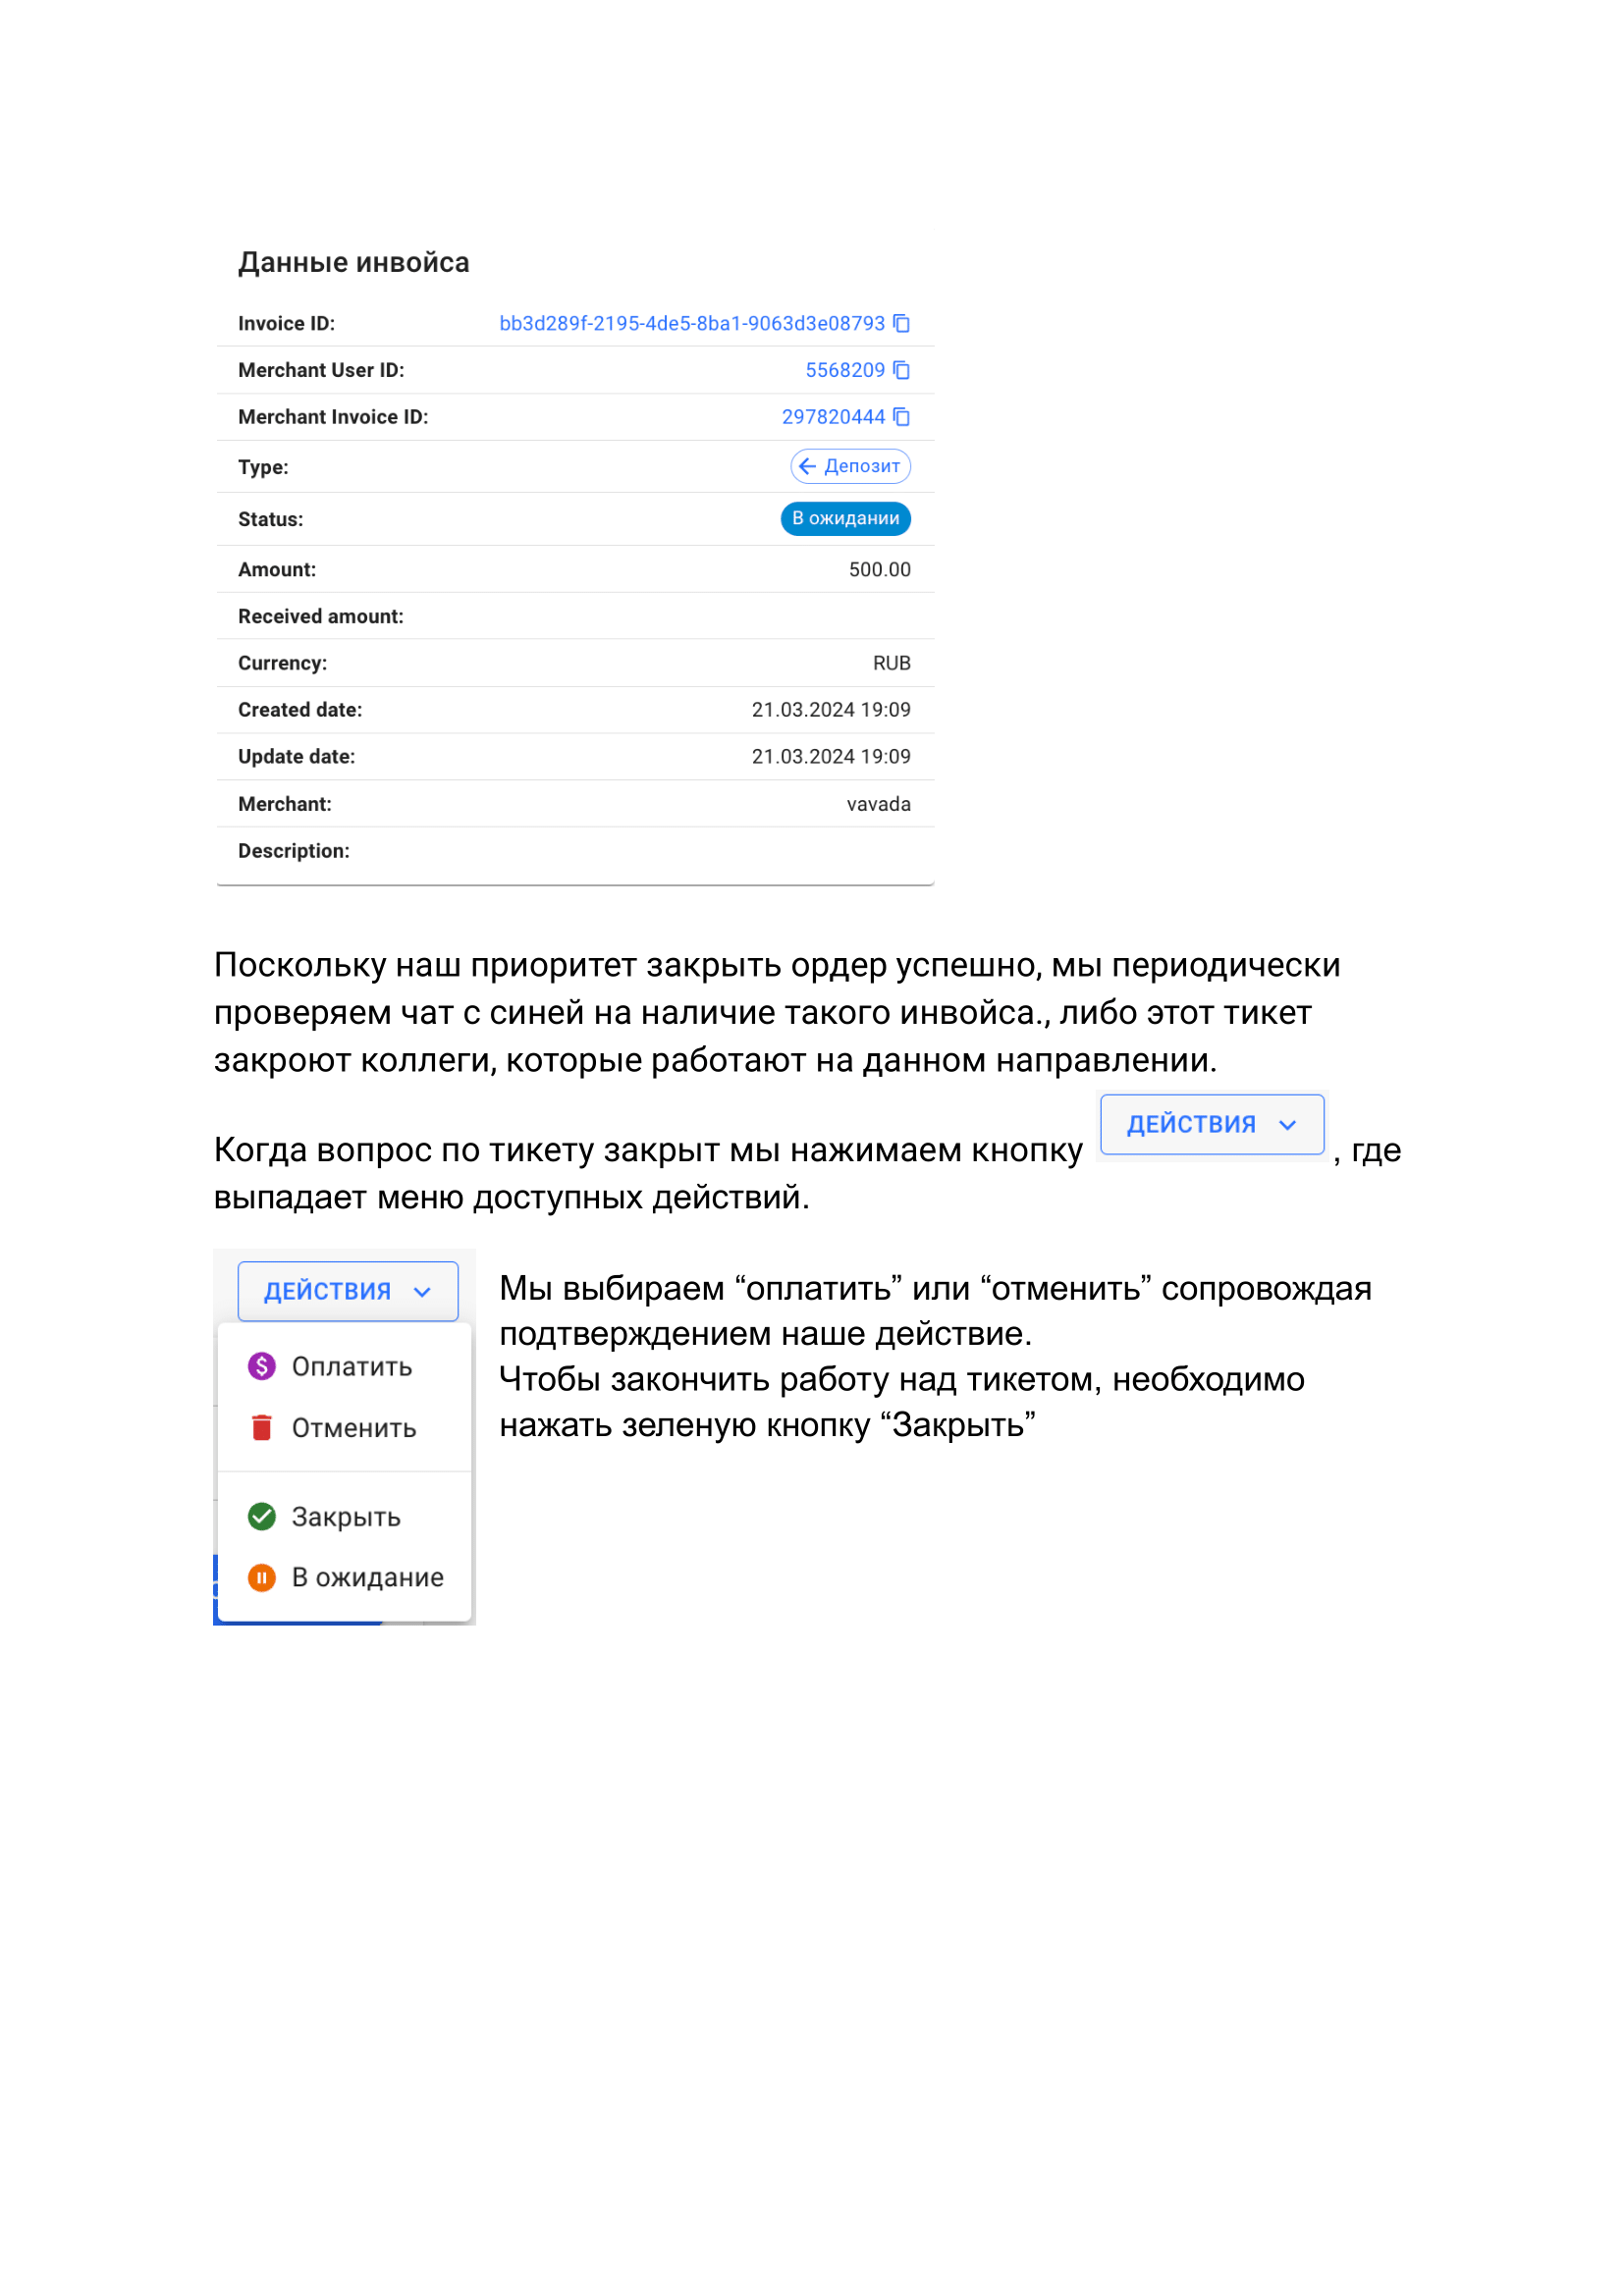 Данные инвойса
Invoice ID: bb3d289f-2195-4de5-8ba1-9063d3e08793
Merchant User ID: 5568209
Merchant Invoice ID: 297820444
Type: Депозит
Status: В ожидании
Amount: 500.00
Received amount:
Currency: RUB
Created date: 21.03.2024 19:09
Update date: 21.03.2024 19:09
Merchant: vavada
Description:
Поскольку наш приоритет закрыть ордер успешно, мы периодически
проверяем чат с синей на наличие такого инвойса., либо этот тикет
закроют коллеги, которые работают на данном направлении.
Когда вопрос по тикету закрыт мы нажимаем кнопку ДЕЙСТВИЯ , где
выпадает меню доступных действий.
ДЕЙСТВИЯ
Оплатить
Отменить
Закрыть
В ожидание
Мы выбираем “оплатить” или “отменить” сопровождая
подтверждением наше действие.
Чтобы закончить работу над тикетом, необходимо
нажать зеленую кнопку “Закрыть”